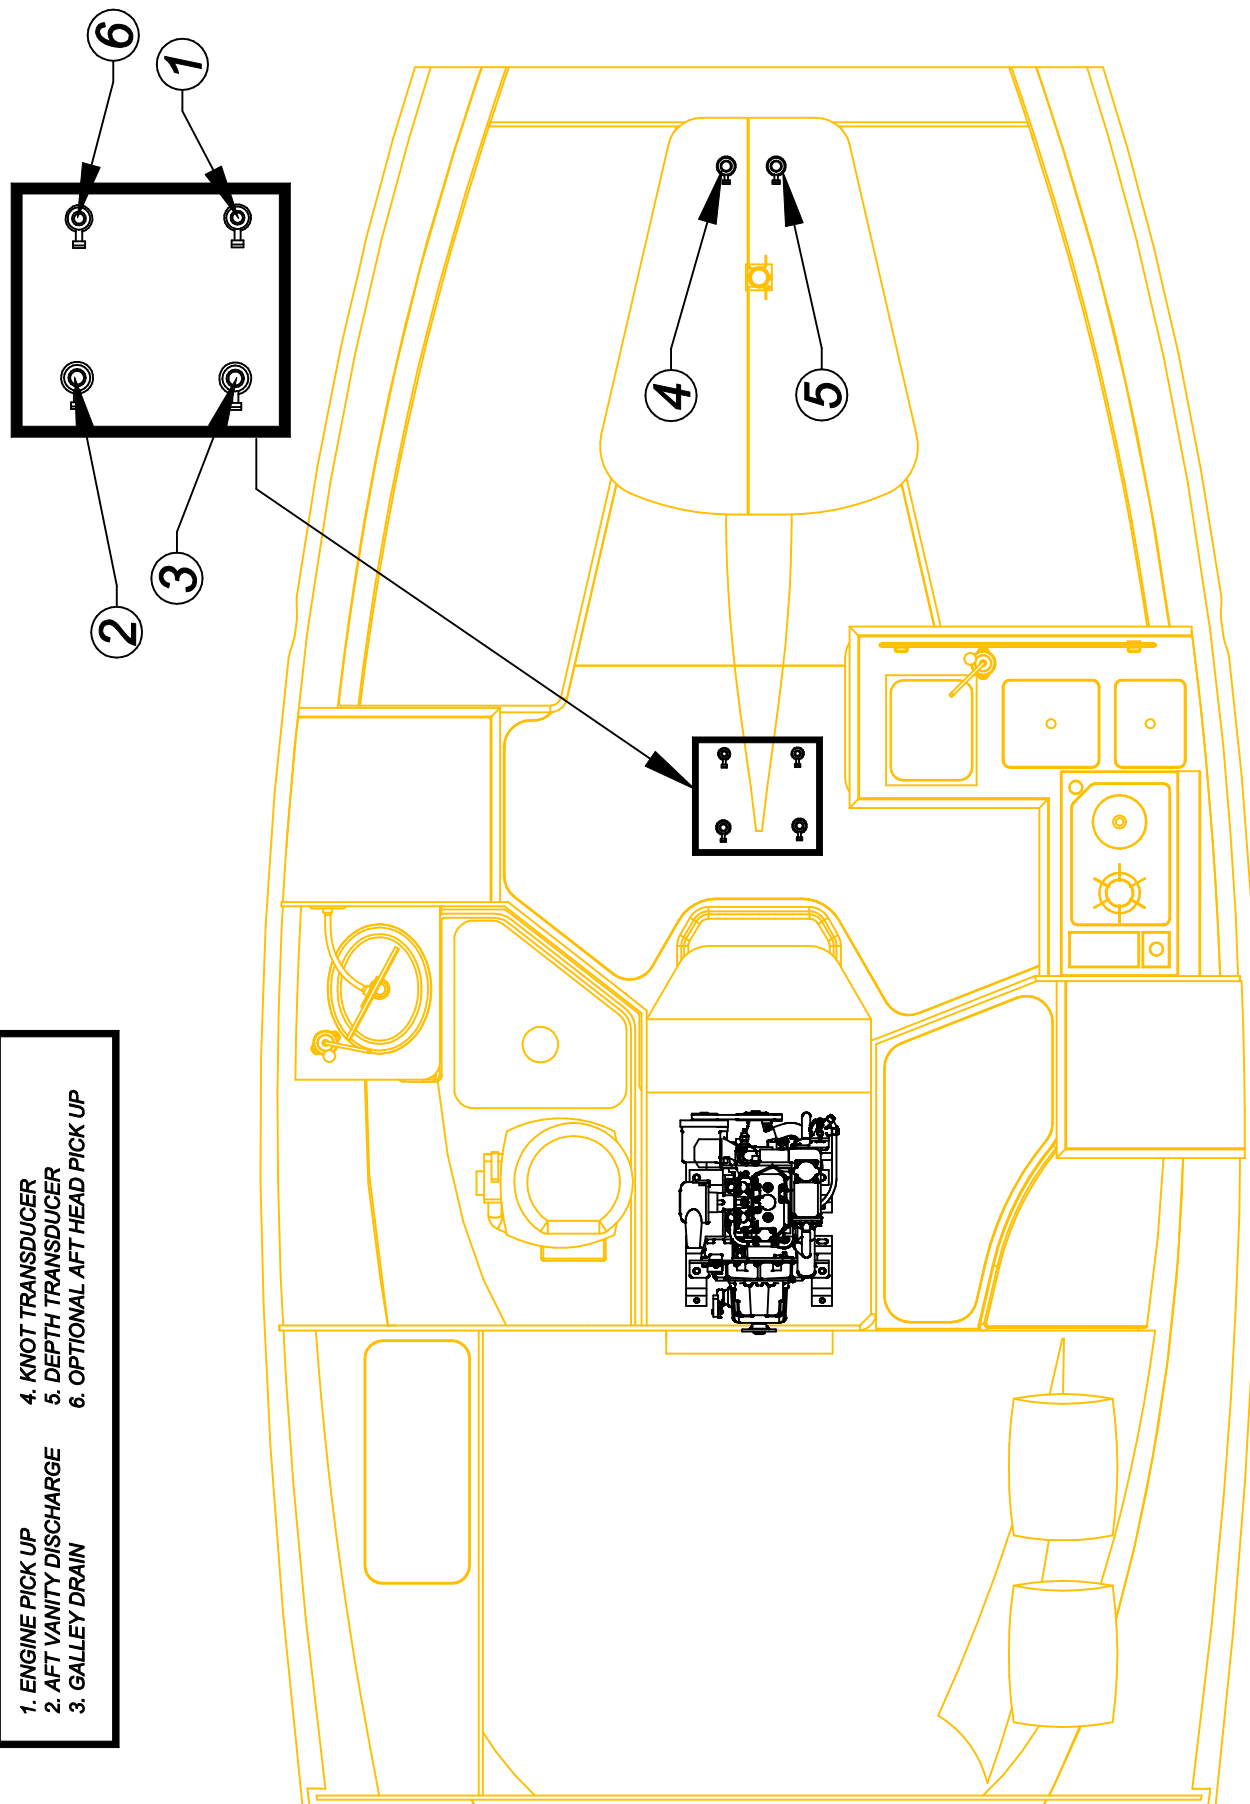 6
1
4
5
3
2
1. ENGINE PICK UP
2. AFT VANITY DISCHARGE
3. GALLEY DRAIN
4. KNOT TRANSDUCER
5. DEPTH TRANSDUCER
6. OPTIONAL AFT HEAD PICK UP